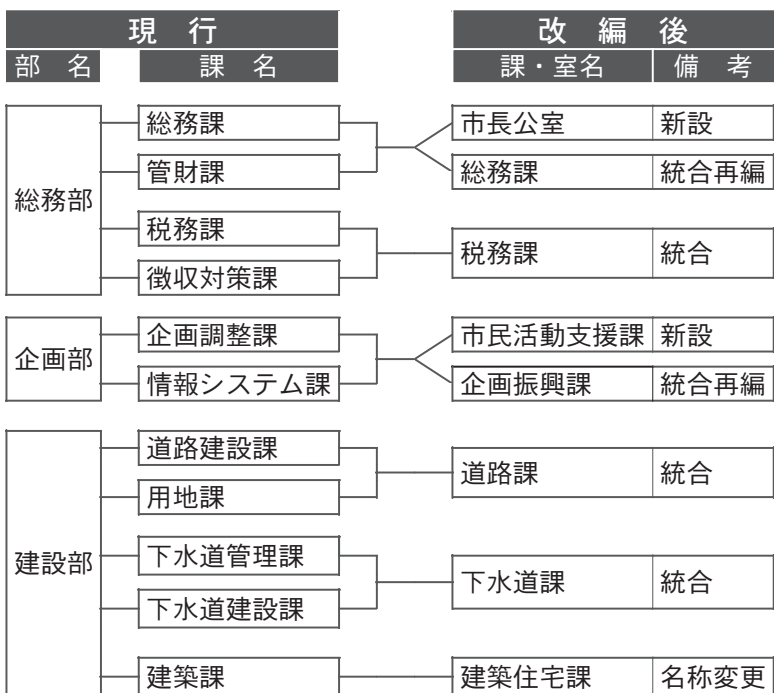 現 行
改 編 後
部 名 課 名 課・室名 備 考
総務部
総務課 市長公室 新設
管財課 総務課 統合再編
税務課
徴収対策課
税務課 統合
企画部
企画調整課 市民活動支援課 新設
情報システム課 企画振興課 統合再編
建設部
道路建設課
用地課
道路課 統合
下水道管理課
下水道建設課
下水道課 統合
建築課 建築住宅課 名称変更